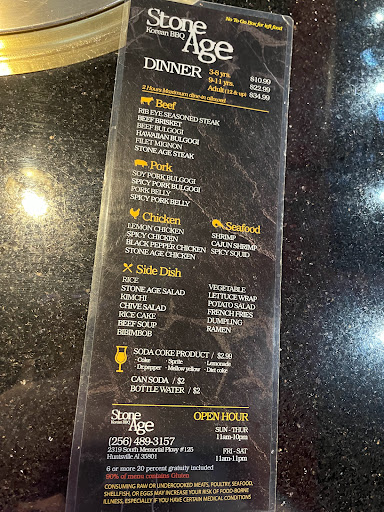 Stone
Korean BBQ
Age
No To Go Box for left food
DINNER
3-8 yrs. $10.99
9-11 yrs. $22.99
Adult (12 & up) $34.99
2 Hours Maximum dine-in allowed
Beef
RIB EYE SEASONED STEAK
BEEF BRISKET
BEEF BULGOGI
HAWAIIAN BULGOGI
FILET MIGNON
STONE AGE STEAK
Pork
SOY PORK BULGOGI
SPICY PORK BULGOGI
PORK BELLY
SPICY PORK BELLY
Chicken
LEMON CHICKEN
SPICY CHICKEN
BLACK PEPPER CHICKEN
STONE AGE CHICKEN
Seafood
SHRIMP
CAJUN SHRIMP
SPICY SQUID
Side Dish
RICE
STONE AGE SALAD
KIMCHI
CHIVE SALAD
RICE CAKE
BEEF SOUP
BIBIMBOB
VEGETABLE
LETTUCE WRAP
POTATO SALAD
FRENCH FRIES
DUMPLING
RAMEN
SODA COKE PRODUCT / $2.99
· Coke · Sprite · Lemonade
· Dr.pepper · Mellow yellow · Diet coke
CAN SODA / $2
BOTTLE WATER / $2
Stone
Korean BBQ
Age
(256) 489-3157
2319 South Memorial Pkwy #125
Huntsville Al 35801
OPEN HOUR
SUN - THUR
11am-10pm
FRI - SAT
11am-11pm
6 or more 20 percent gratuity included
90% of menu contains Gluten
CONSUMING RAW OR UNDERCOOKED MEATS, POULTRY, SEAFOOD,
SHELLFISH, OR EGGS MAY INCREASE YOUR RISK OF FOOD-BORNE
ILLNESS, ESPECIALLY IF YOU HAVE CERTAIN MEDICAL CONDITIONS